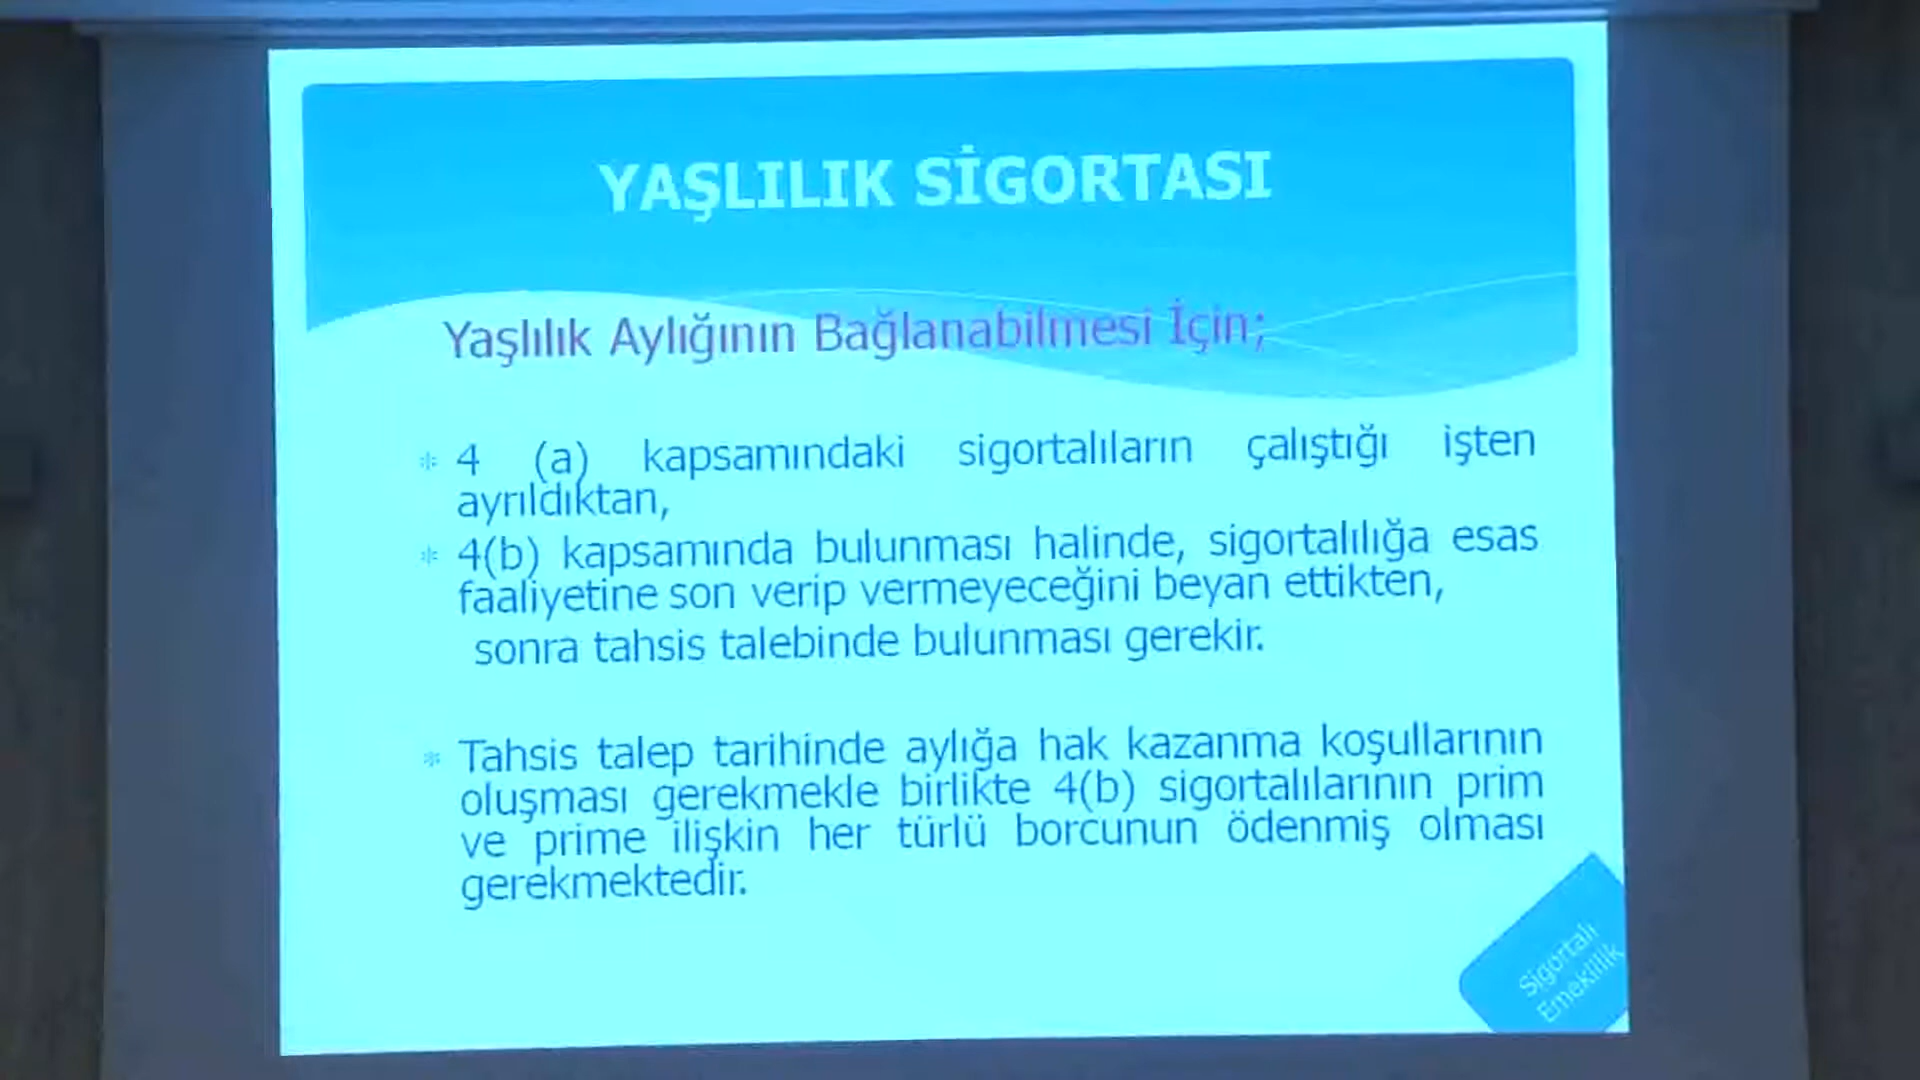 YAŞLILIK SİGORTASI
Yaşlılık Aylığının Bağlanabilmesi İçin;
* 4 (a) kapsamındaki sigortalıların çalıştığı işten
ayrıldıktan,
* 4(b) kapsamında bulunması halinde, sigortalılığa esas
faaliyetine son verip vermeyeceğini beyan ettikten,
sonra tahsis talebinde bulunması gerekir.
* Tahsis talep tarihinde aylığa hak kazanma koşullarının
oluşması gerekmekle birlikte 4(b) sigortalılarının prim
ve prime ilişkin her türlü borcunun ödenmiş olması
gerekmektedir.
Sigortalı
Emeklilik